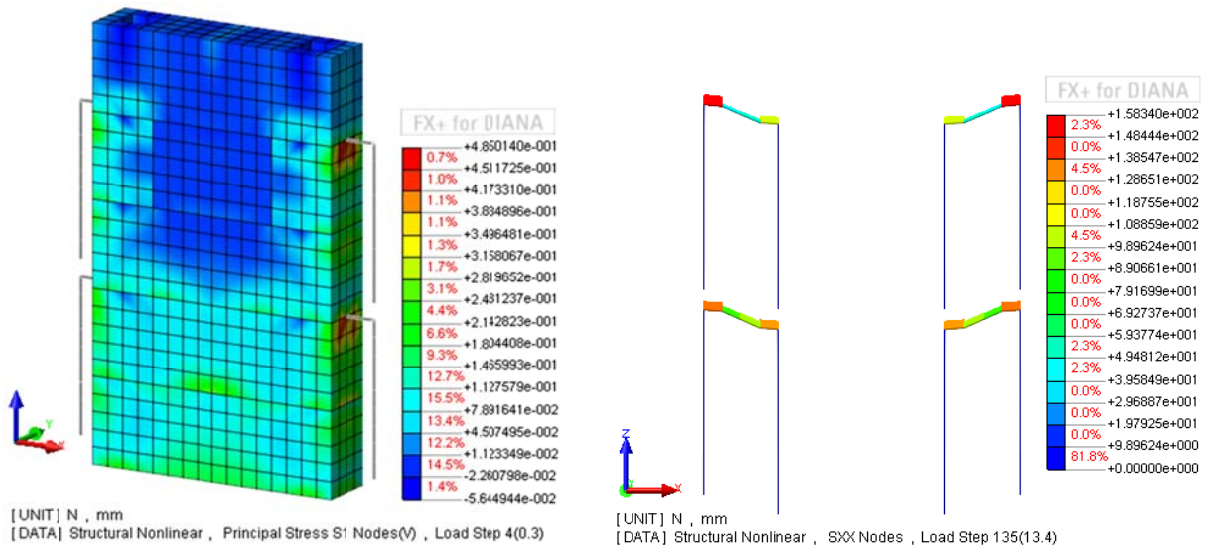 FX+ for DIANA
+4.850140e-001
0.7%
+4.511725e-001
1.0%
+4.173310e-001
1.1%
+3.834896e-001
1.1%
+3.496481e-001
1.3%
+3.158067e-001
1.7%
+2.819652e-001
3.1%
+2.481237e-001
4.4%
+2.142823e-001
6.6%
+1.804408e-001
9.3%
+1.465993e-001
12.7%
+1.127579e-001
15.5%
+7.891641e-002
13.4%
+4.507495e-002
12.2%
+1.123349e-002
14.5%
-2.260798e-002
1.4%
-5.644944e-002
Y
X
[UNIT] N , mm
[DATA] Structural Nonlinear , Principal Stress S1 Nodes(V) , Load Step 4(0.3)
FX+ for DIANA
+1.58340e+002
2.3%
+1.48444e+002
0.0%
+1.38547e+002
4.5%
+1.28651e+002
0.0%
+1.18755e+002
0.0%
+1.08859e+002
4.5%
+9.89624e+001
2.3%
+8.90661e+001
0.0%
+7.91699e+001
0.0%
+6.92737e+001
0.0%
+5.93774e+001
2.3%
+4.94812e+001
2.3%
+3.95849e+001
0.0%
+2.96887e+001
0.0%
+1.97925e+001
0.0%
+9.89624e+000
81.8%
+0.00000e+000
Z
X
[UNIT] N , mm
[DATA] Structural Nonlinear , SXX Nodes , Load Step 135(13.4)